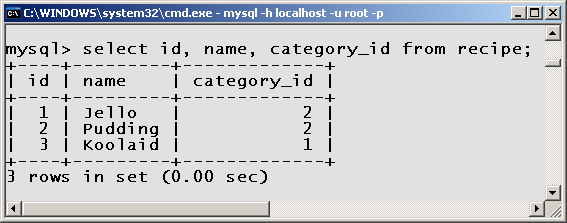 C:\WINDOWS\system32\cmd.exe - mysql -h localhost -u root -p
mysql> select id, name, category_id from recipe;
+----+---------+-------------+
| id | name    | category_id |
+----+---------+-------------+
|  1 | Jello   |           2 |
|  2 | Pudding |           2 |
|  3 | Koolaid |           1 |
+----+---------+-------------+
3 rows in set (0.00 sec)